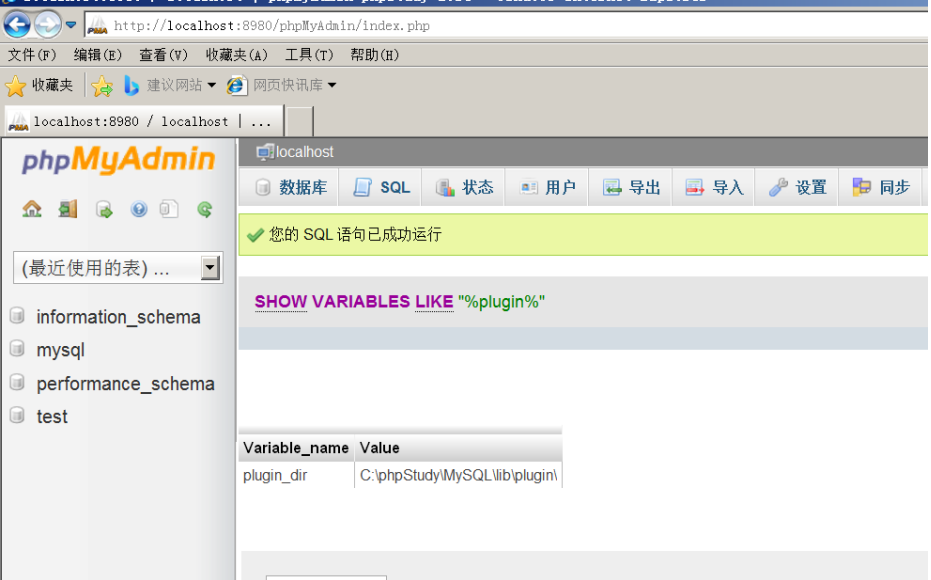 http://localhost:8980/phpMyAdmin/index.php
文件(F) 编辑(E) 查看(V) 收藏夹(A) 工具(T) 帮助(H)
收藏夹 建议网站 网页快讯库
localhost:8980 / localhost | ...
phpMyAdmin
localhost
数据库 SQL 状态 用户 导出 导入 设置 同步
您的 SQL 语句已成功运行
(最近使用的表) ...
SHOW VARIABLES LIKE "%plugin%"
information_schema
mysql
performance_schema
test
Variable_name Value
plugin_dir C:\phpStudy\MySQL\lib\plugin\